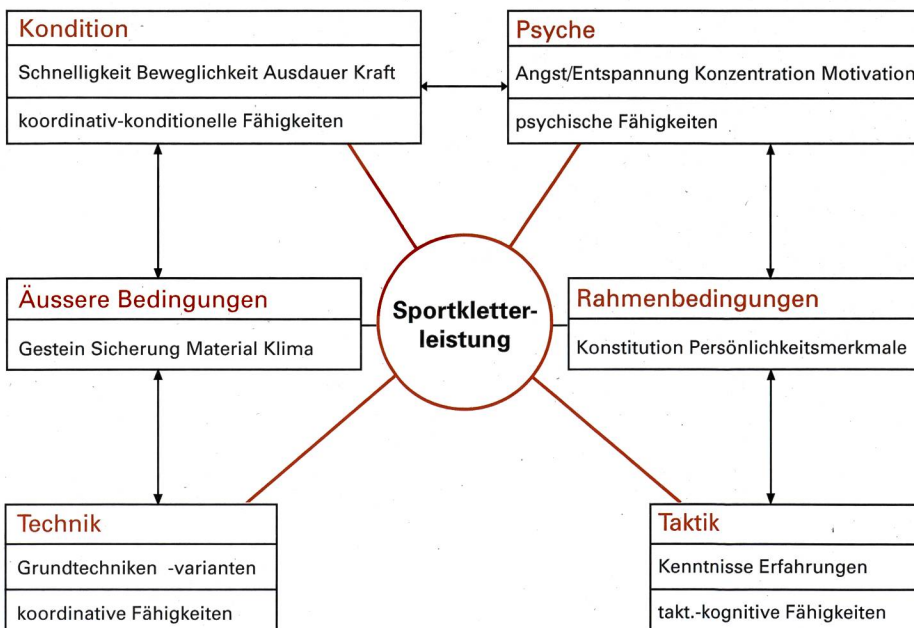 Kondition
Schnelligkeit Beweglichkeit Ausdauer Kraft
koordinativ-konditionelle Fähigkeiten
Psyche
Angst/Entspannung Konzentration Motivation
psychische Fähigkeiten
Äussere Bedingungen
Gestein Sicherung Material Klima
Sportkletter-
leistung
Rahmenbedingungen
Konstitution Persönlichkeitsmerkmale
Technik
Grundtechniken -varianten
koordinative Fähigkeiten
Taktik
Kenntnisse Erfahrungen
takt.-kognitive Fähigkeiten